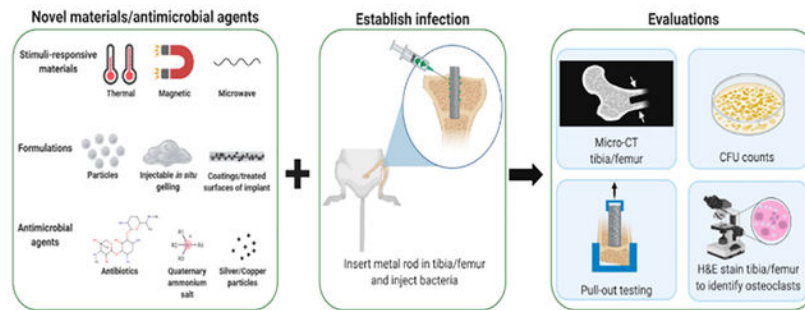 Novel materials/antimicrobial agents
Stimuli-responsive
materials
Thermal
Magnetic
Microwave
Formulations
Particles
Injectable in situ
gelling
Coatings/treated
surfaces of implant
Antimicrobial
agents
Antibiotics
Quaternary
ammonium
salt
Silver/Copper
particles
Establish infection
Insert metal rod in tibia/femur
and inject bacteria
Evaluations
Micro-CT
tibia/femur
CFU counts
Pull-out testing
H&E stain tibia/femur
to identify osteoclasts